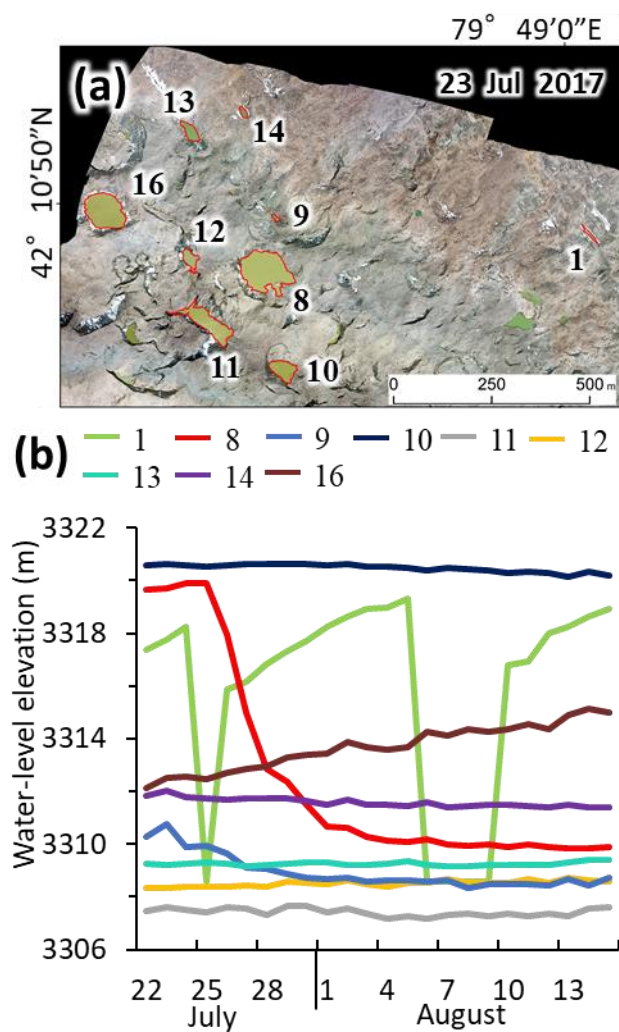 79° 49'0"E
(a)
23 Jul 2017
13
14
42° 10'50"N
16
9
12
1
8
11
10
0 250 500 m
(b)
1 8 9 10 11 12
13 14 16
Water-level elevation (m)
3322
3318
3314
3310
3306
22 25 28 1 4 7 10 13
July August